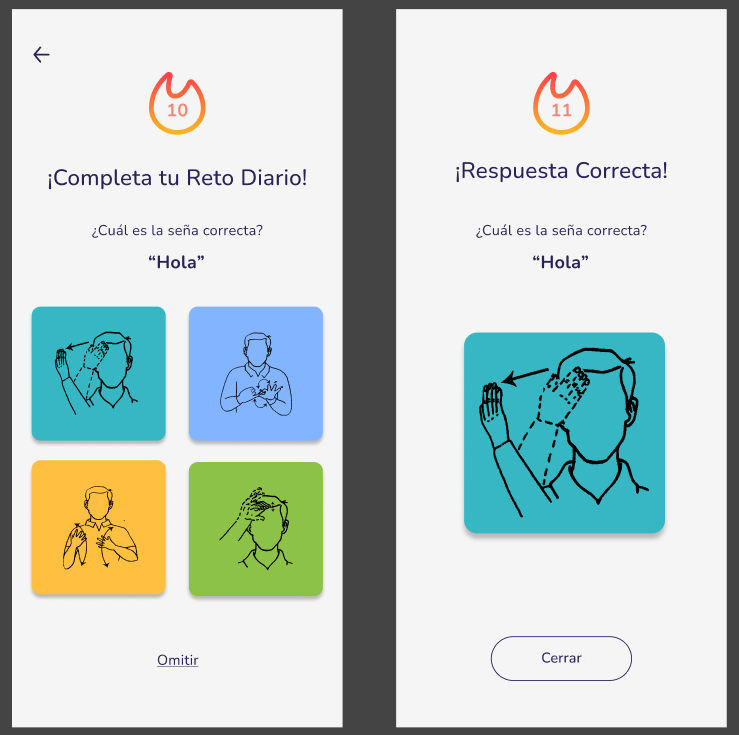 10
¡Completa tu Reto Diario!
¿Cuál es la seña correcta?
“Hola”
Omitir
11
¡Respuesta Correcta!
¿Cuál es la seña correcta?
“Hola”
Cerrar